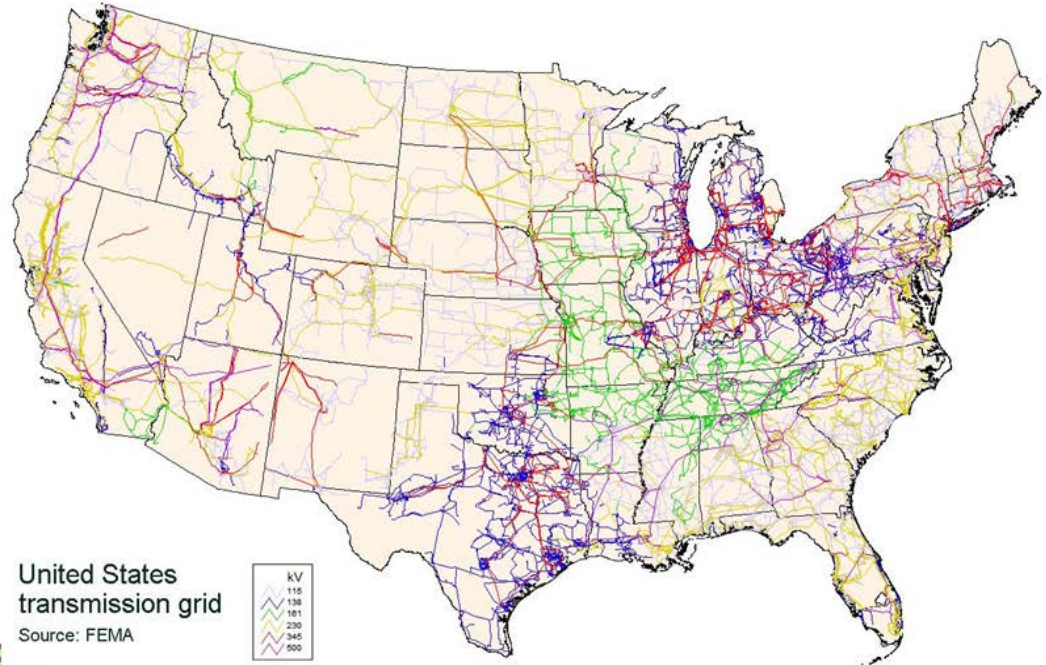 United States
transmission grid
Source: FEMA
kV
115
138
161
230
345
500